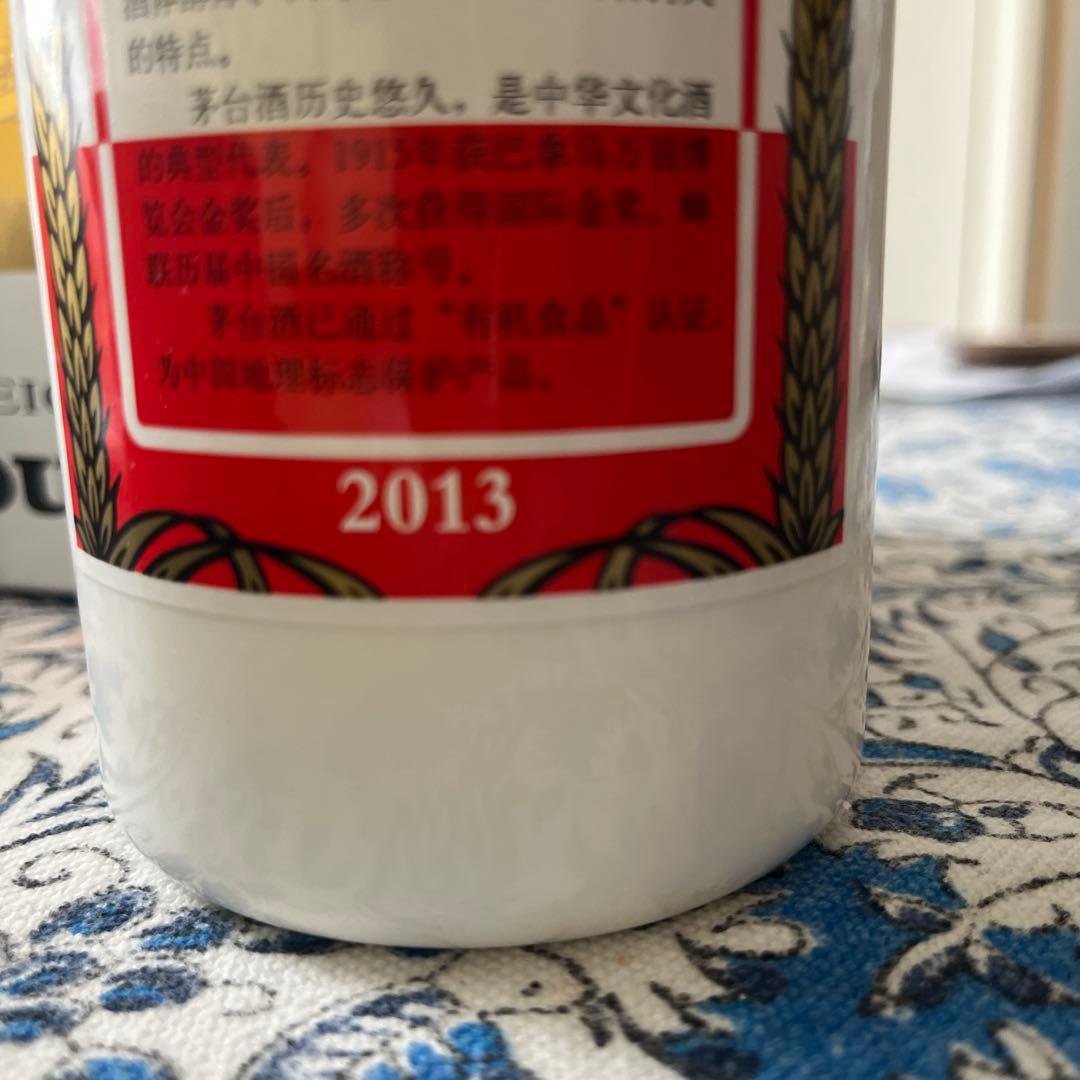 的特点。
茅台酒历史悠久，是中华文化酒
的典型代表。1915年获巴拿马万国博
览会金奖后，多次获得国际金奖，蝉
联历届中国名酒称号。
茅台酒已通过“有机食品”认证，
为中国地理标志保护产品。
2013